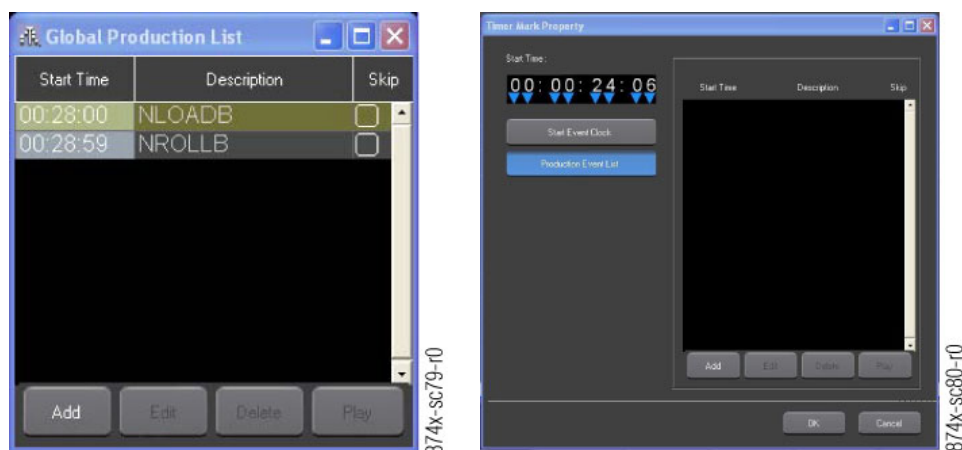 Global Production List
Start Time Description Skip
00:28:00 NLOADB
00:28:59 NROLLB
Add Edit Delete Play
874x-sc79-r0
Timer Mark Property
Start Time:
00:00:24:06
Start Event Clock
Production Event List
Start Time Description Skip
Add Edit Delete Play
OK Cancel
874x-sc80-r0